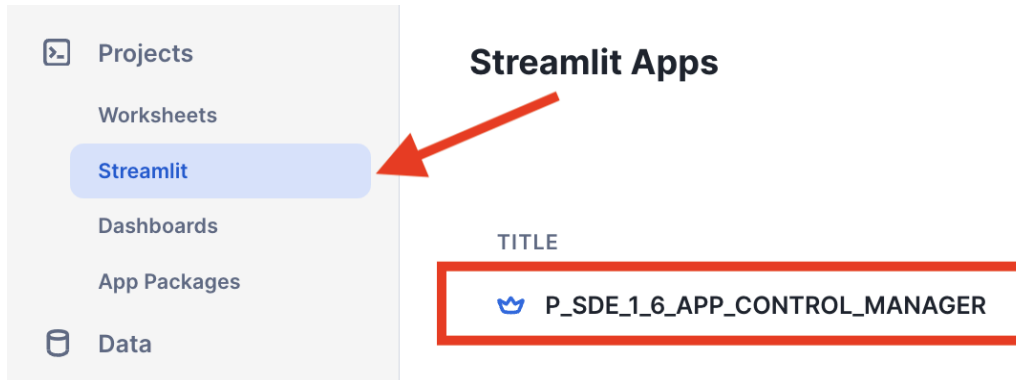 Projects
Worksheets
Streamlit
Dashboards
App Packages
Data
Streamlit Apps
TITLE
P_SDE_1_6_APP_CONTROL_MANAGER